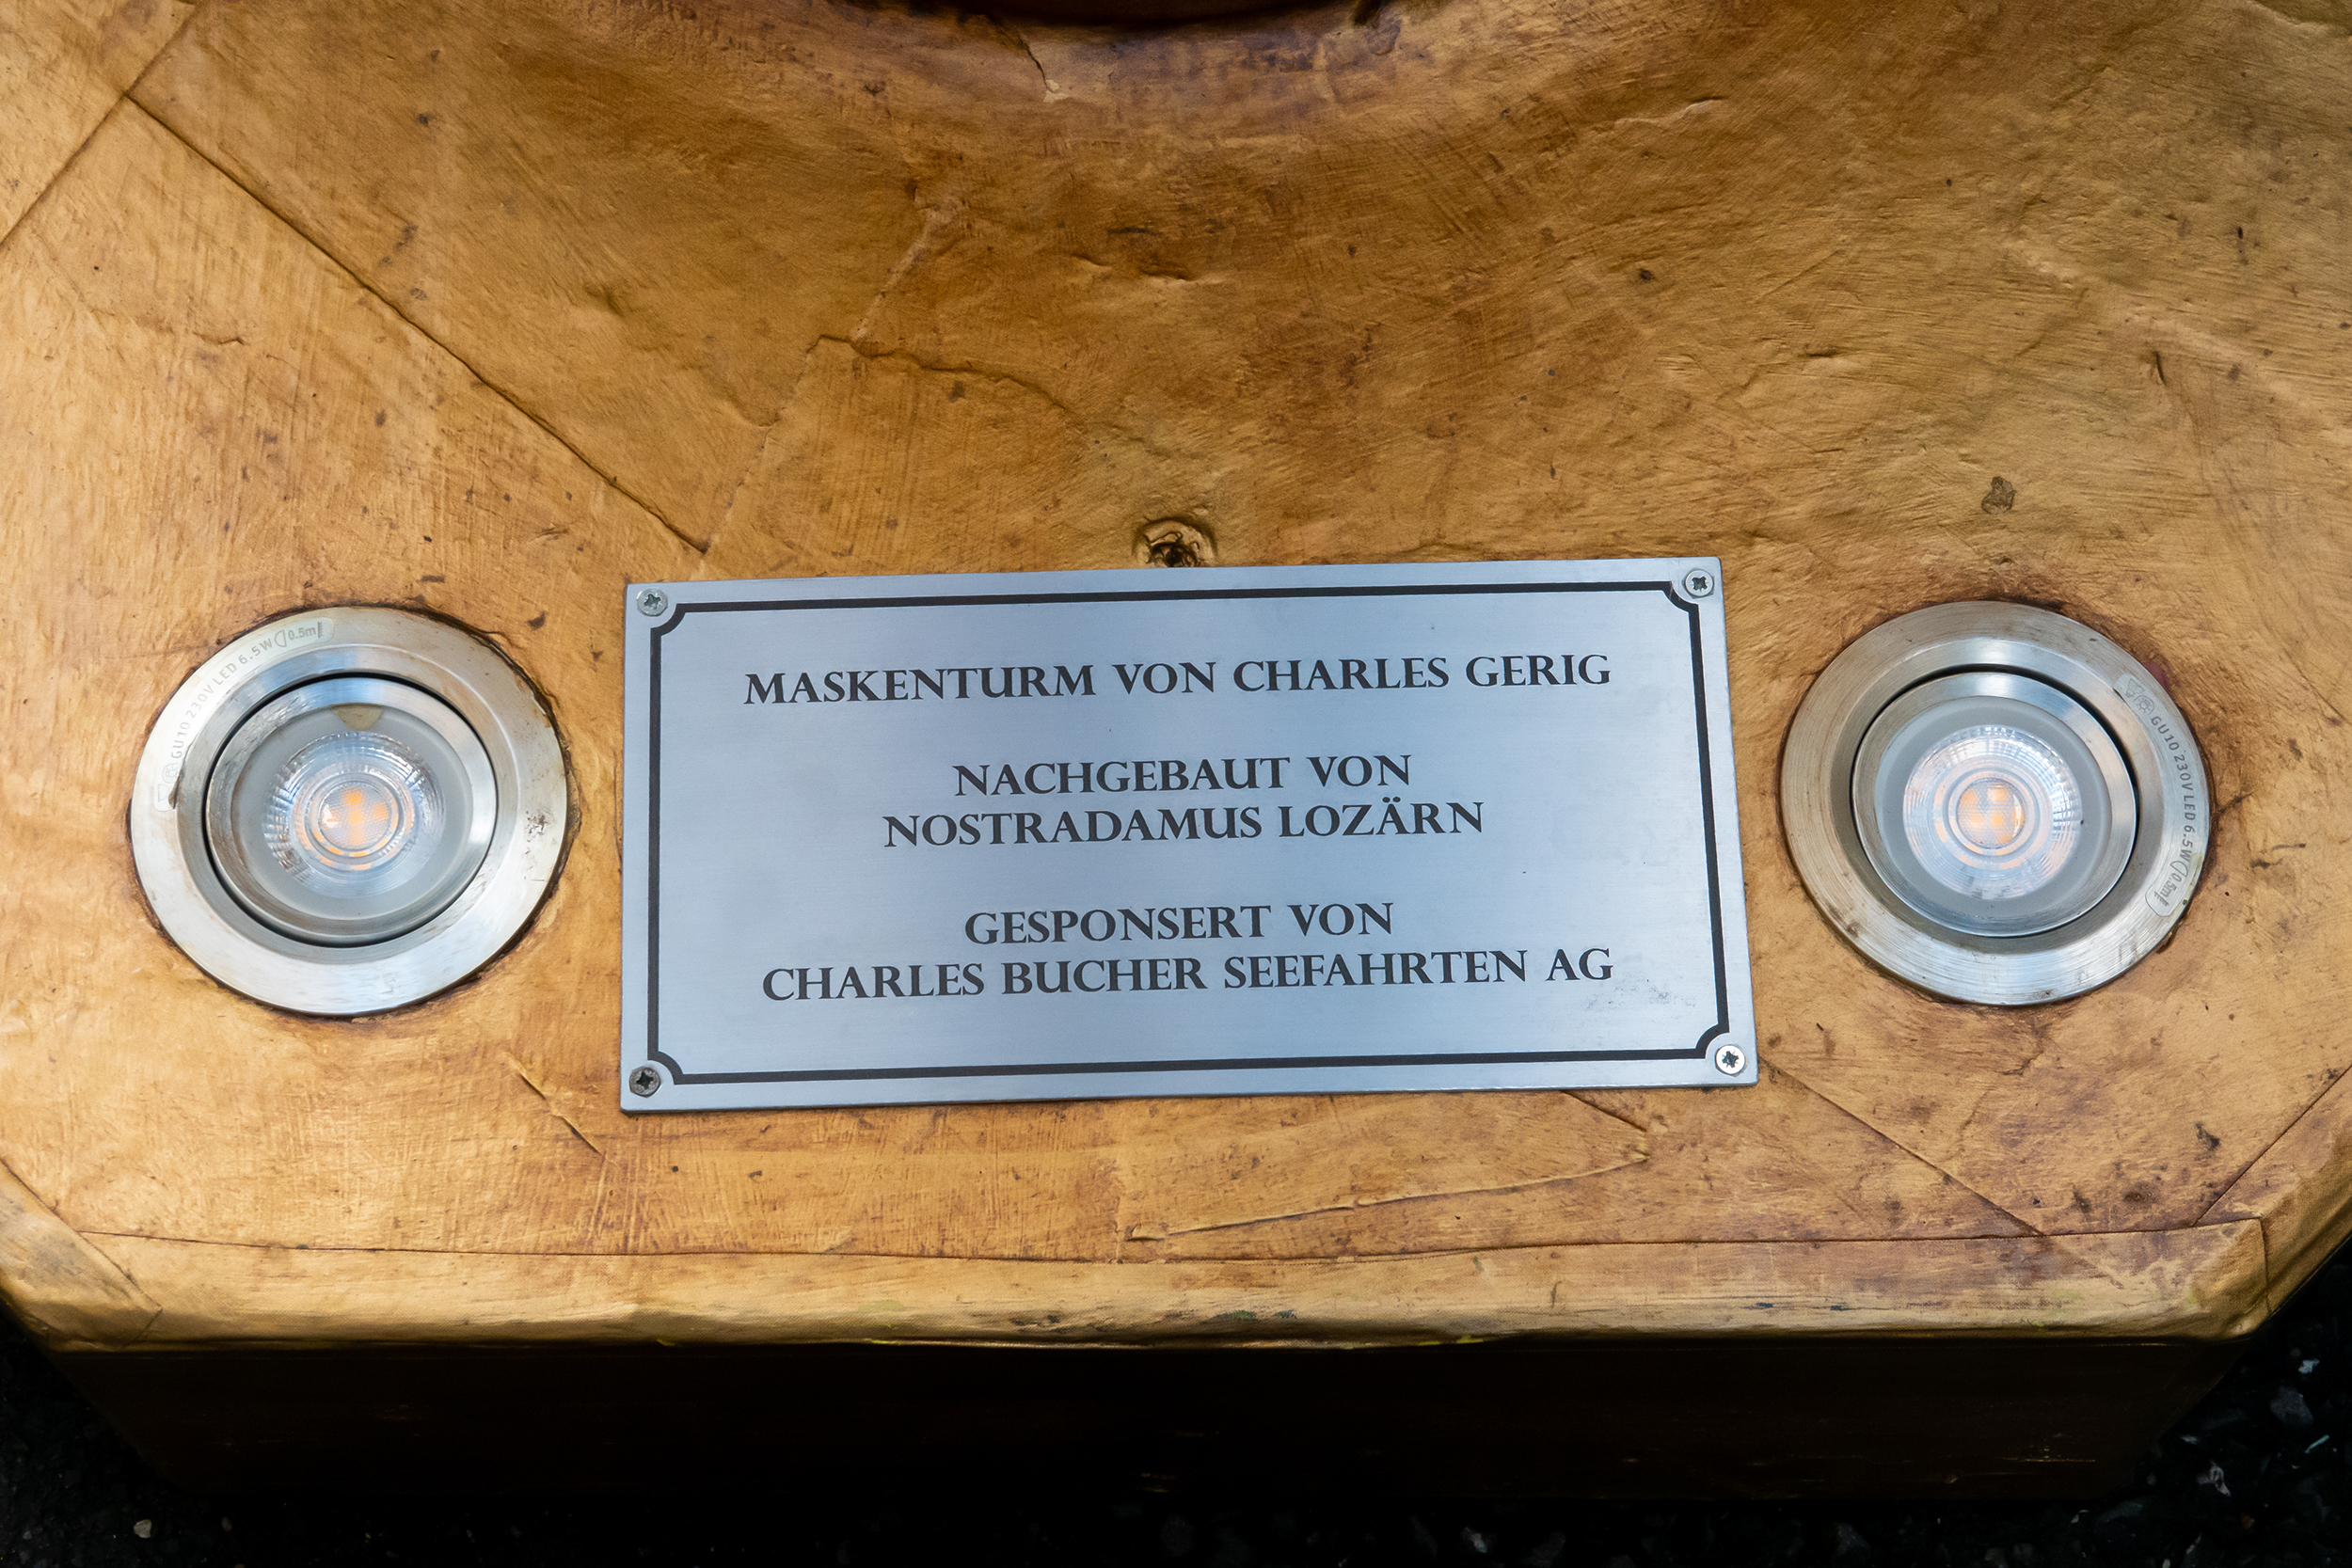 MASKENTURM VON CHARLES GERIG
NACHGEBAUT VON
NOSTRADAMUS LOZÄRN
GESPONSERT VON
CHARLES BUCHER SEEFAHRTEN AG
GU10 230V LED 6.5W 0.5m
GU10 230V LED 6.5W 0.5m